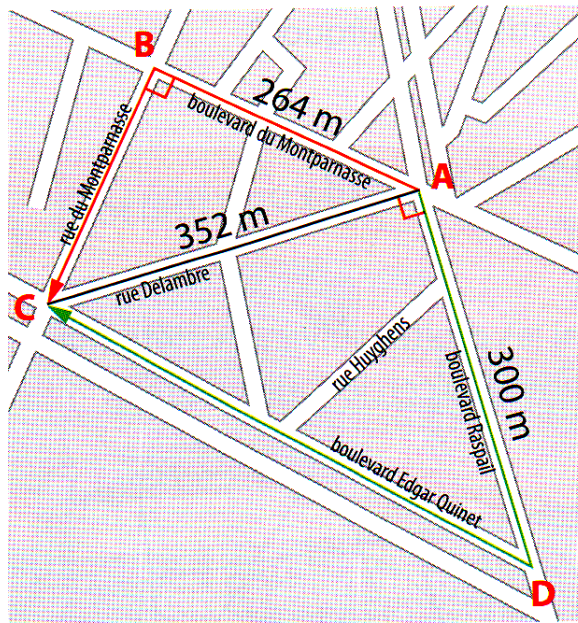 B
264 m
boulevard du Montparnasse
rue du Montparnasse
A
352 m
rue Delambre
C
rue Huyghens
300 m
boulevard Raspail
boulevard Edgar Quinet
D